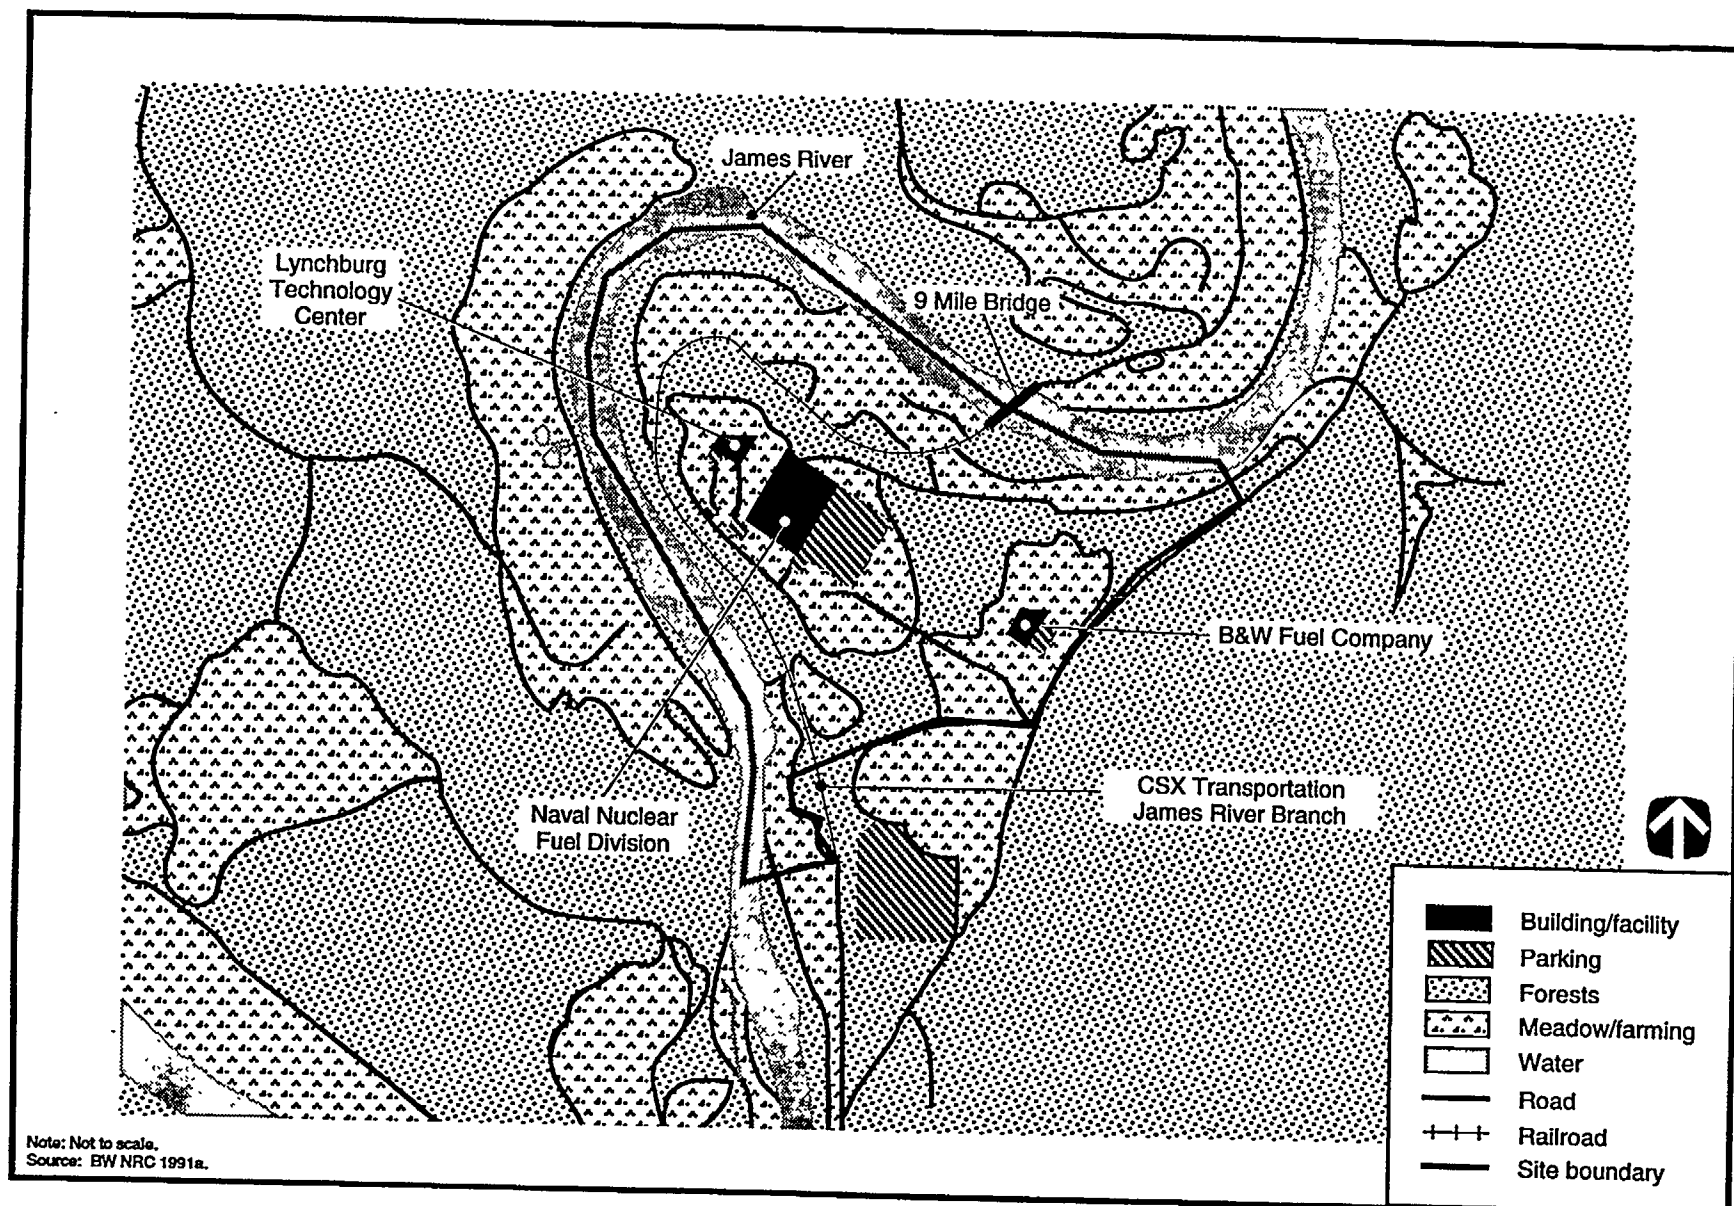 James River
Lynchburg
Technology
Center
9 Mile Bridge
B&W Fuel Company
CSX Transportation
James River Branch
Naval Nuclear
Fuel Division
Building/facility
Parking
Forests
Meadow/farming
Water
Road
Railroad
Site boundary
Note: Not to scale.
Source: BW NRC 1991a.